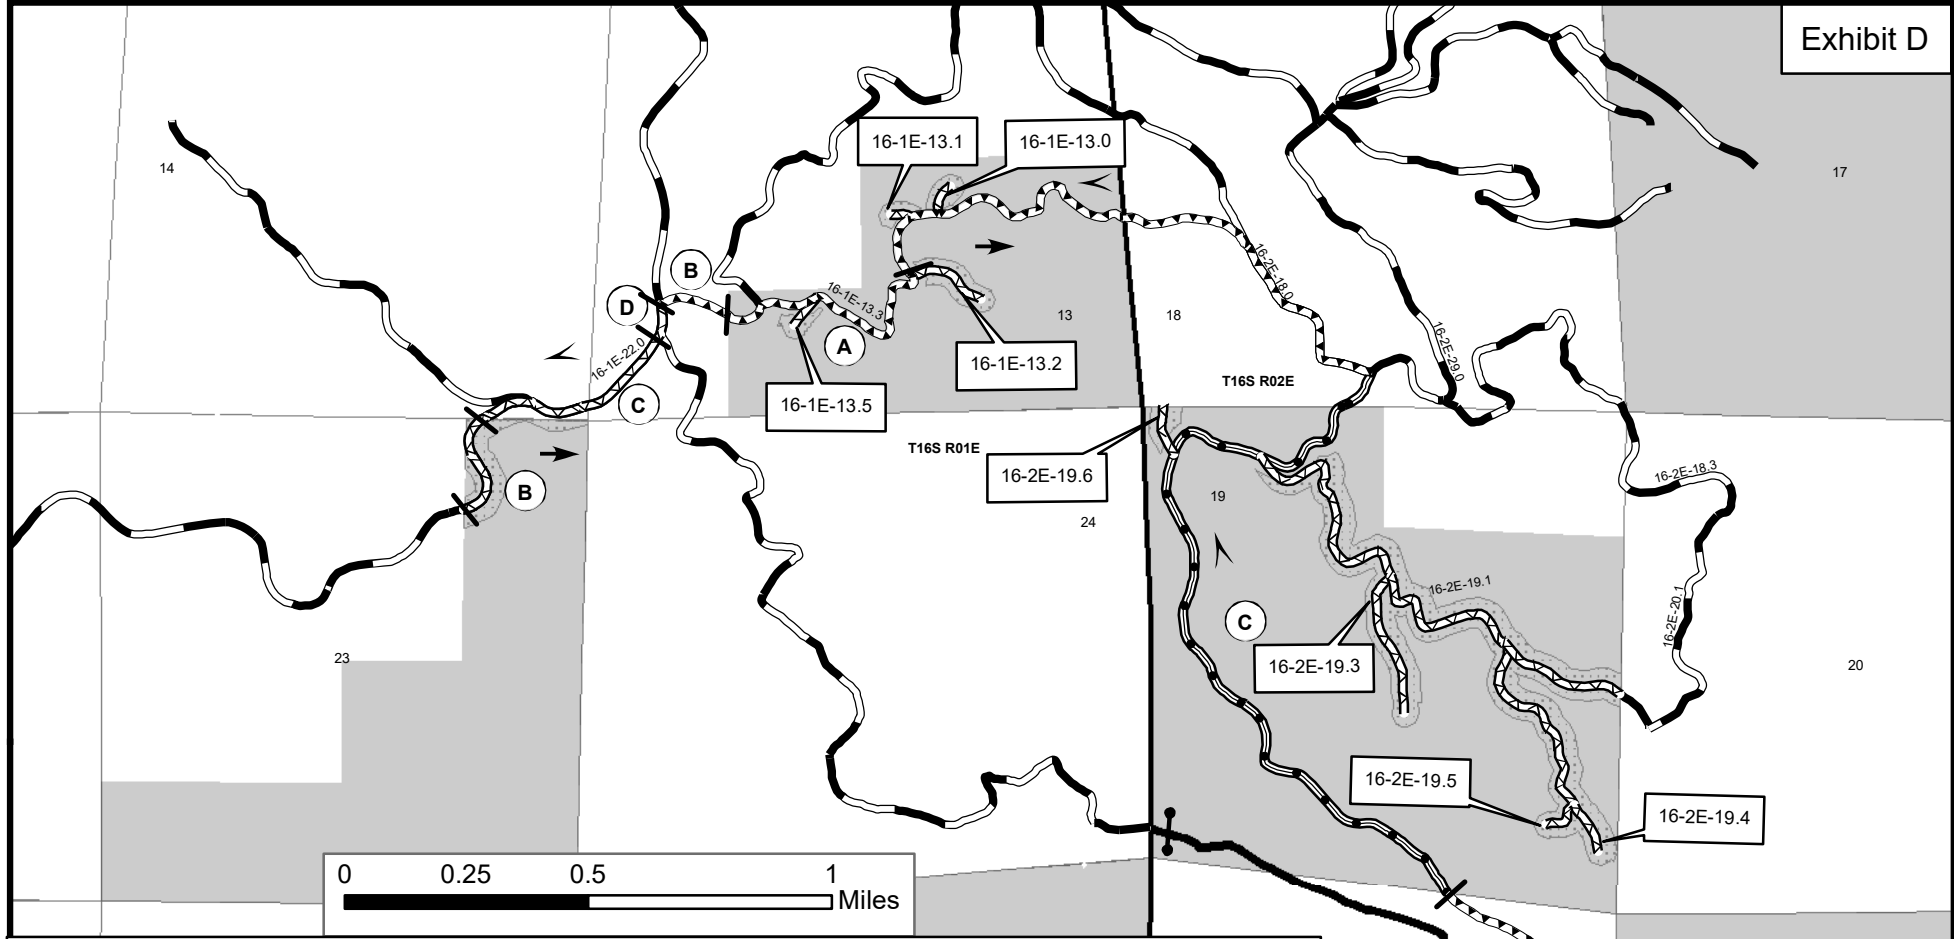 Exhibit D
14
17
16-1E-13.1
16-1E-13.0
B
D
16-1E-13.3
16-2E-18.0
13
18
A
16-1E-22.0
16-1E-13.2
16-2E-29.0
T16S R02E
C
16-1E-13.5
T16S R01E
16-2E-19.6
16-2E-18.3
B
19
24
16-2E-19.1
C
16-2E-20.1
23
16-2E-19.3
20
16-2E-19.5
16-2E-19.4
0 0.25 0.5 1
Miles